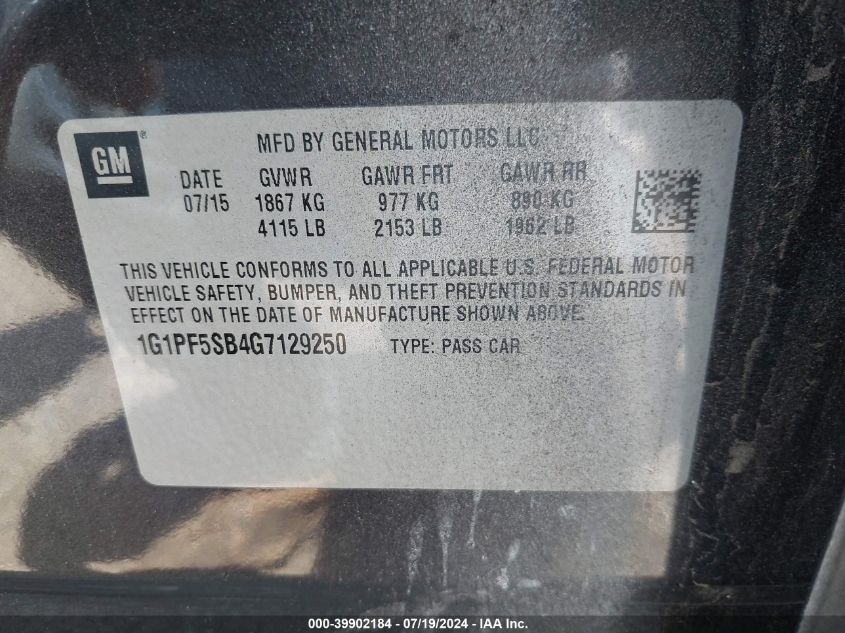 GM®
MFD BY GENERAL MOTORS LLC
DATE GVWR GAWR FRT GAWR RR
07/15 1867 KG 977 KG 890 KG
4115 LB 2153 LB 1962 LB
THIS VEHICLE CONFORMS TO ALL APPLICABLE U.S. FEDERAL MOTOR
VEHICLE SAFETY, BUMPER, AND THEFT PREVENTION STANDARDS IN
EFFECT ON THE DATE OF MANUFACTURE SHOWN ABOVE.
1G1PF5SB4G7129250 TYPE: PASS CAR
000-39902184 - 07/19/2024 - IAA Inc.